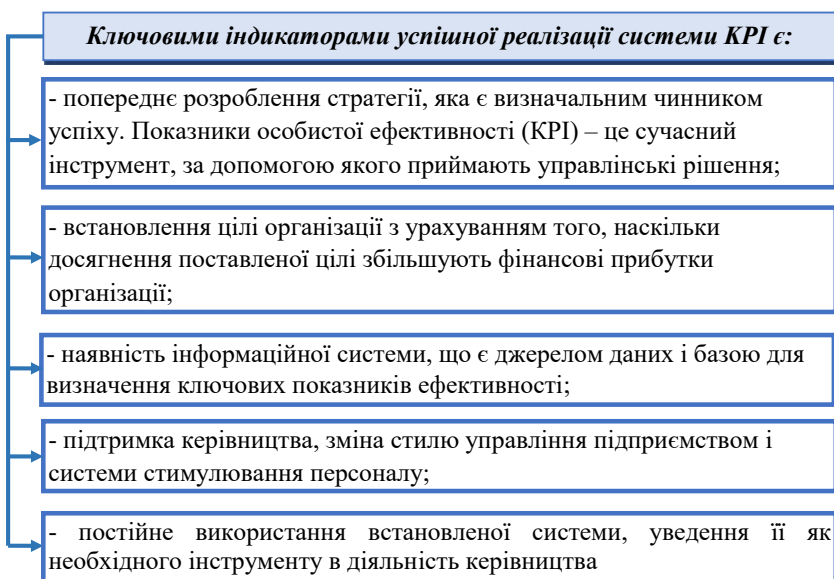 Ключовими індикаторами успішної реалізації системи KPI є:
- попереднє розроблення стратегії, яка є визначальним чинником
успіху. Показники особистої ефективності (KPI) – це сучасний
інструмент, за допомогою якого приймають управлінські рішення;
- встановлення цілі організації з урахуванням того, наскільки
досягнення поставленої цілі збільшують фінансові прибутки
організації;
- наявність інформаційної системи, що є джерелом даних і базою для
визначення ключових показників ефективності;
- підтримка керівництва, зміна стилю управління підприємством і
системи стимулювання персоналу;
- постійне використання встановленої системи, уведення її як
необхідного інструменту в діяльність керівництва